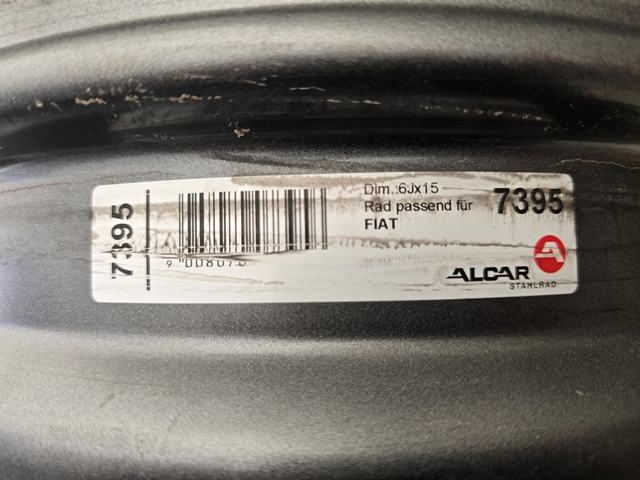 7395
Dim.:6Jx15
Rad passend für
FIAT
7395
ALCAR
STAHLRAD